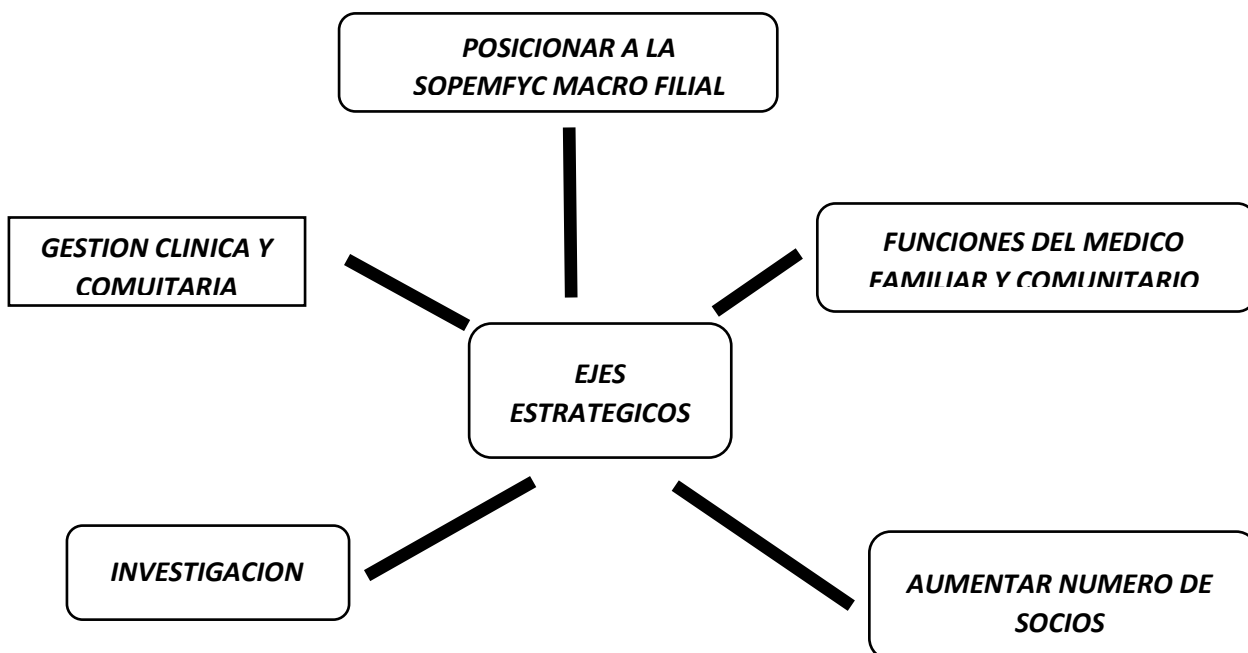 POSICIONAR A LA
SOPEMFYC MACRO FILIAL
GESTION CLINICA Y
COMUITARIA
FUNCIONES DEL MEDICO
FAMILIAR Y COMUNITARIO
EJES
ESTRATEGICOS
INVESTIGACION
AUMENTAR NUMERO DE
SOCIOS